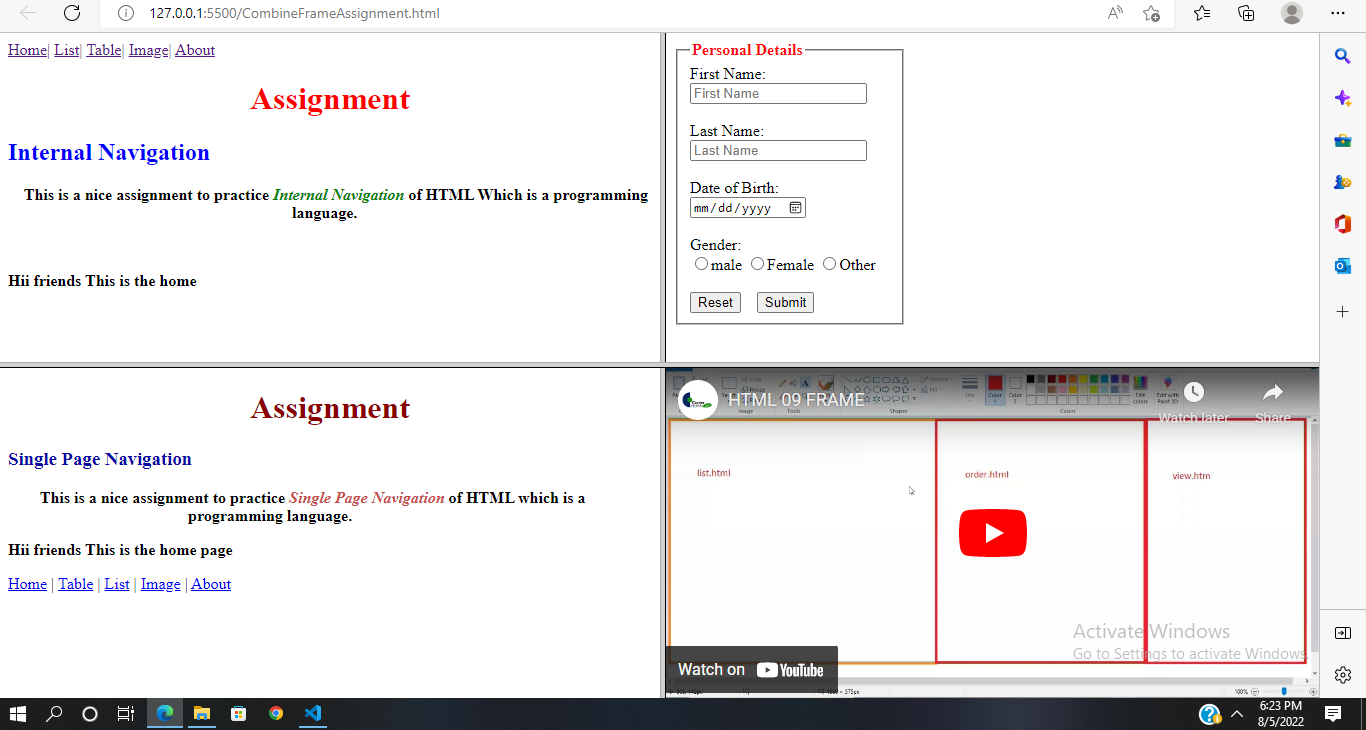 127.0.0.1:5500/CombineFrameAssignment.html
Home| List| Table| Image| About
Assignment
Internal Navigation
This is a nice assignment to practice Internal Navigation of HTML Which is a programming
language.
Hii friends This is the home
Personal Details
First Name:
First Name
Last Name:
Last Name
Date of Birth:
mm/dd/yyyy
Gender:
male Female Other
Reset Submit
Assignment
Single Page Navigation
This is a nice assignment to practice Single Page Navigation of HTML which is a
programming language.
Hii friends This is the home page
Home | Table | List | Image | About
HTML 09 FRAME
Watch later Share
Image Tools Shapes Colors
list.html order.html view.htm
Activate Windows
Go to Settings to activate Windows.
Watch on YouTube
100%
6:23 PM
8/5/2022